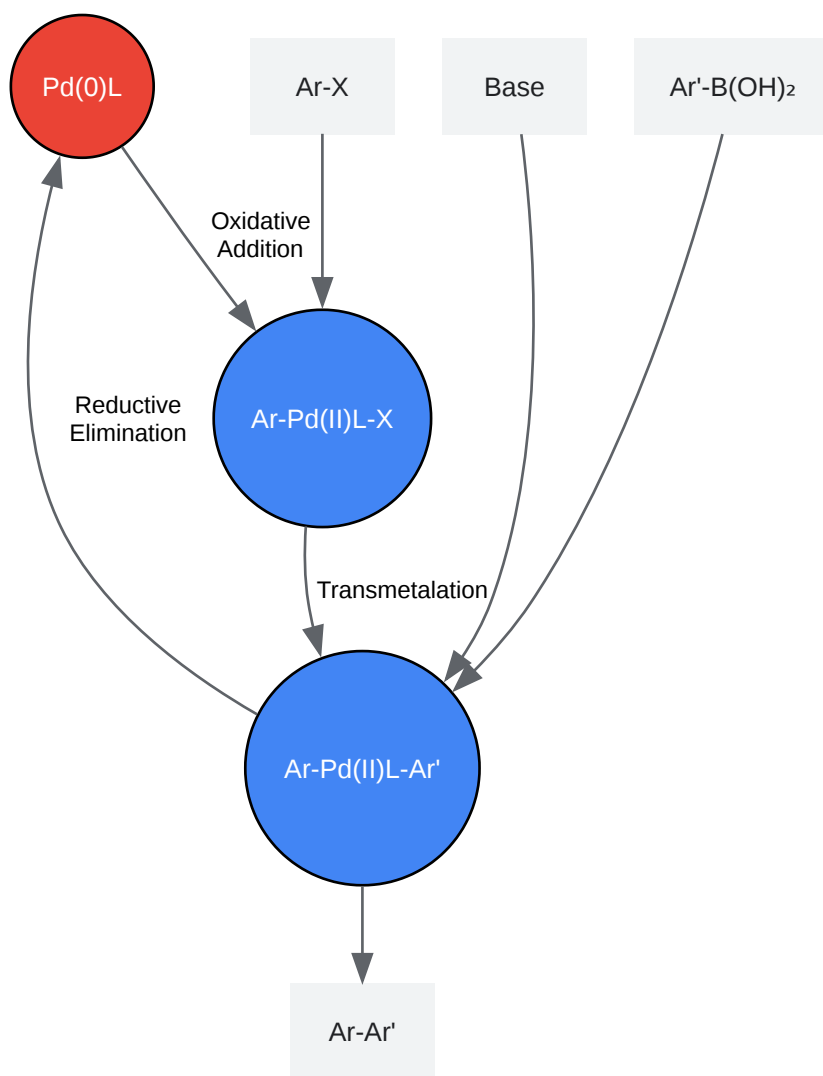 Pd(0)L
Ar-X
Base
Ar'-B(OH)₂
Oxidative
Addition
Reductive
Elimination
Ar-Pd(II)L-X
Transmetalation
Ar-Pd(II)L-Ar'
Ar-Ar'